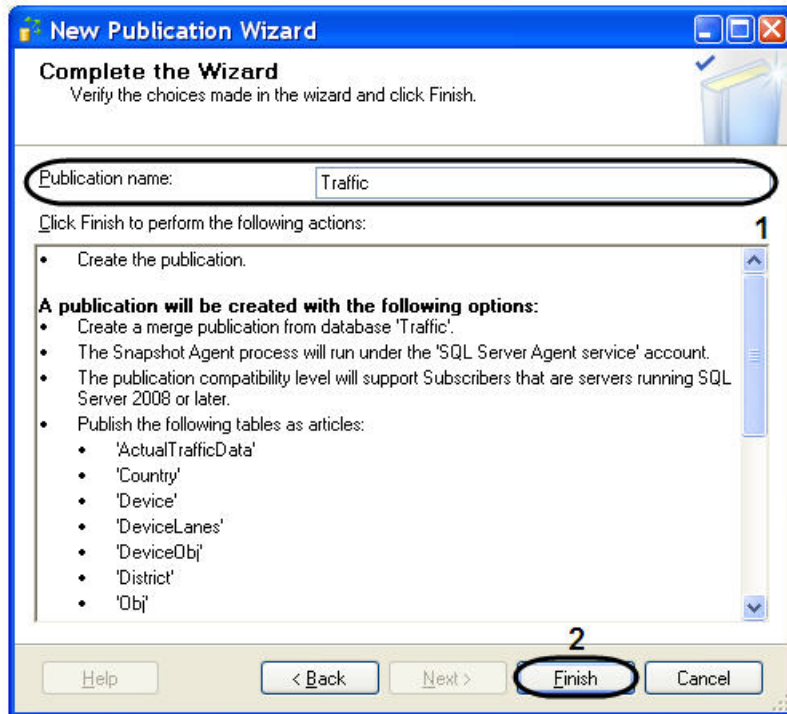 New Publication Wizard
Complete the Wizard
Verify the choices made in the wizard and click Finish.
Publication name: Traffic
1
Click Finish to perform the following actions:
• Create the publication.
A publication will be created with the following options:
• Create a merge publication from database 'Traffic'.
• The Snapshot Agent process will run under the 'SQL Server Agent service' account.
• The publication compatibility level will support Subscribers that are servers running SQL
Server 2008 or later.
• Publish the following tables as articles:
• 'ActualTrafficData'
• 'Country'
• 'Device'
• 'DeviceLanes'
• 'DeviceObj'
• 'District'
• 'Obj'
2
Help < Back Next > Finish Cancel